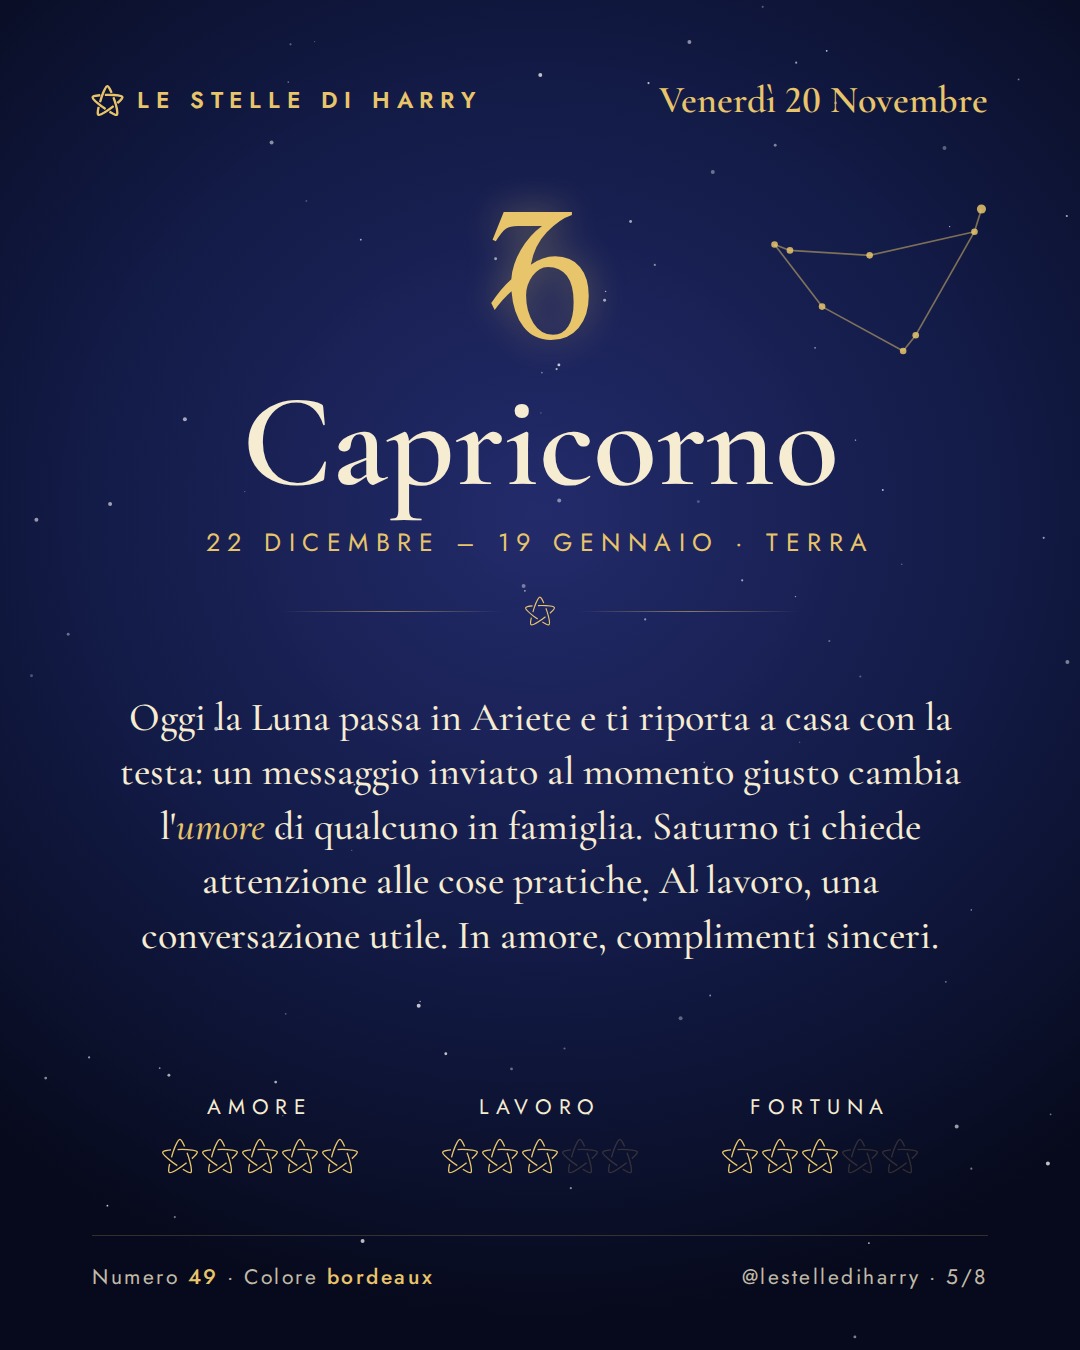 LE STELLE DI HARRY
Venerdì 20 Novembre
♑
Capricorno
22 DICEMBRE – 19 GENNAIO · TERRA
Oggi la Luna passa in Ariete e ti riporta a casa con la
testa: un messaggio inviato al momento giusto cambia
l'umore di qualcuno in famiglia. Saturno ti chiede
attenzione alle cose pratiche. Al lavoro, una
conversazione utile. In amore, complimenti sinceri.
AMORE
LAVORO
FORTUNA
Numero 49 · Colore bordeaux
@lestellediharry · 5/8